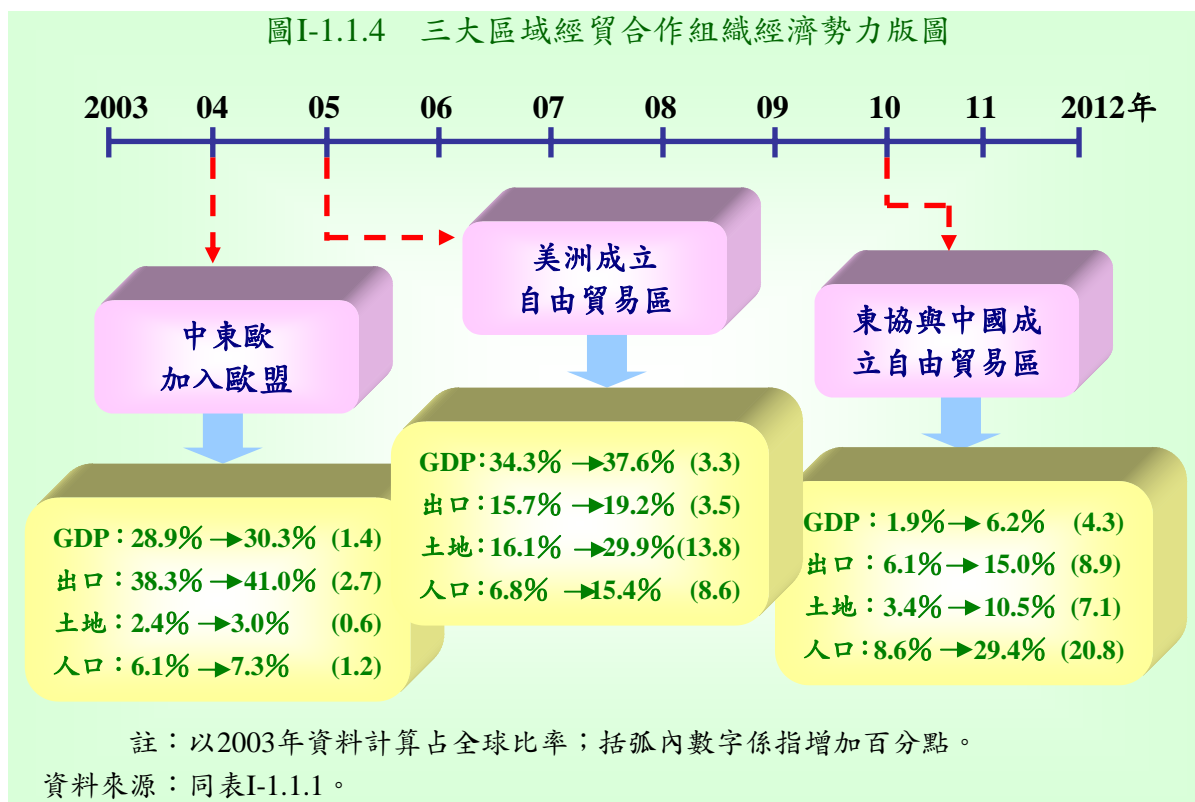 圖I-1.1.4 三大區域經貿合作組織經濟勢力版圖
2003 04 05 06 07 08 09 10 11 2012年
中東歐
加入歐盟
GDP：28.9% →30.3% (1.4)
出口：38.3% →41.0% (2.7)
土地：2.4% →3.0% (0.6)
人口：6.1% →7.3% (1.2)
美洲成立
自由貿易區
GDP：34.3% →37.6% (3.3)
出口：15.7% →19.2% (3.5)
土地：16.1% →29.9%(13.8)
人口：6.8% →15.4% (8.6)
東協與中國成
立自由貿易區
GDP：1.9%→ 6.2% (4.3)
出口：6.1%→ 15.0% (8.9)
土地：3.4%→10.5% (7.1)
人口：8.6%→29.4% (20.8)
註：以2003年資料計算占全球比率；括弧內數字係指增加百分點。
資料來源：同表I-1.1.1。